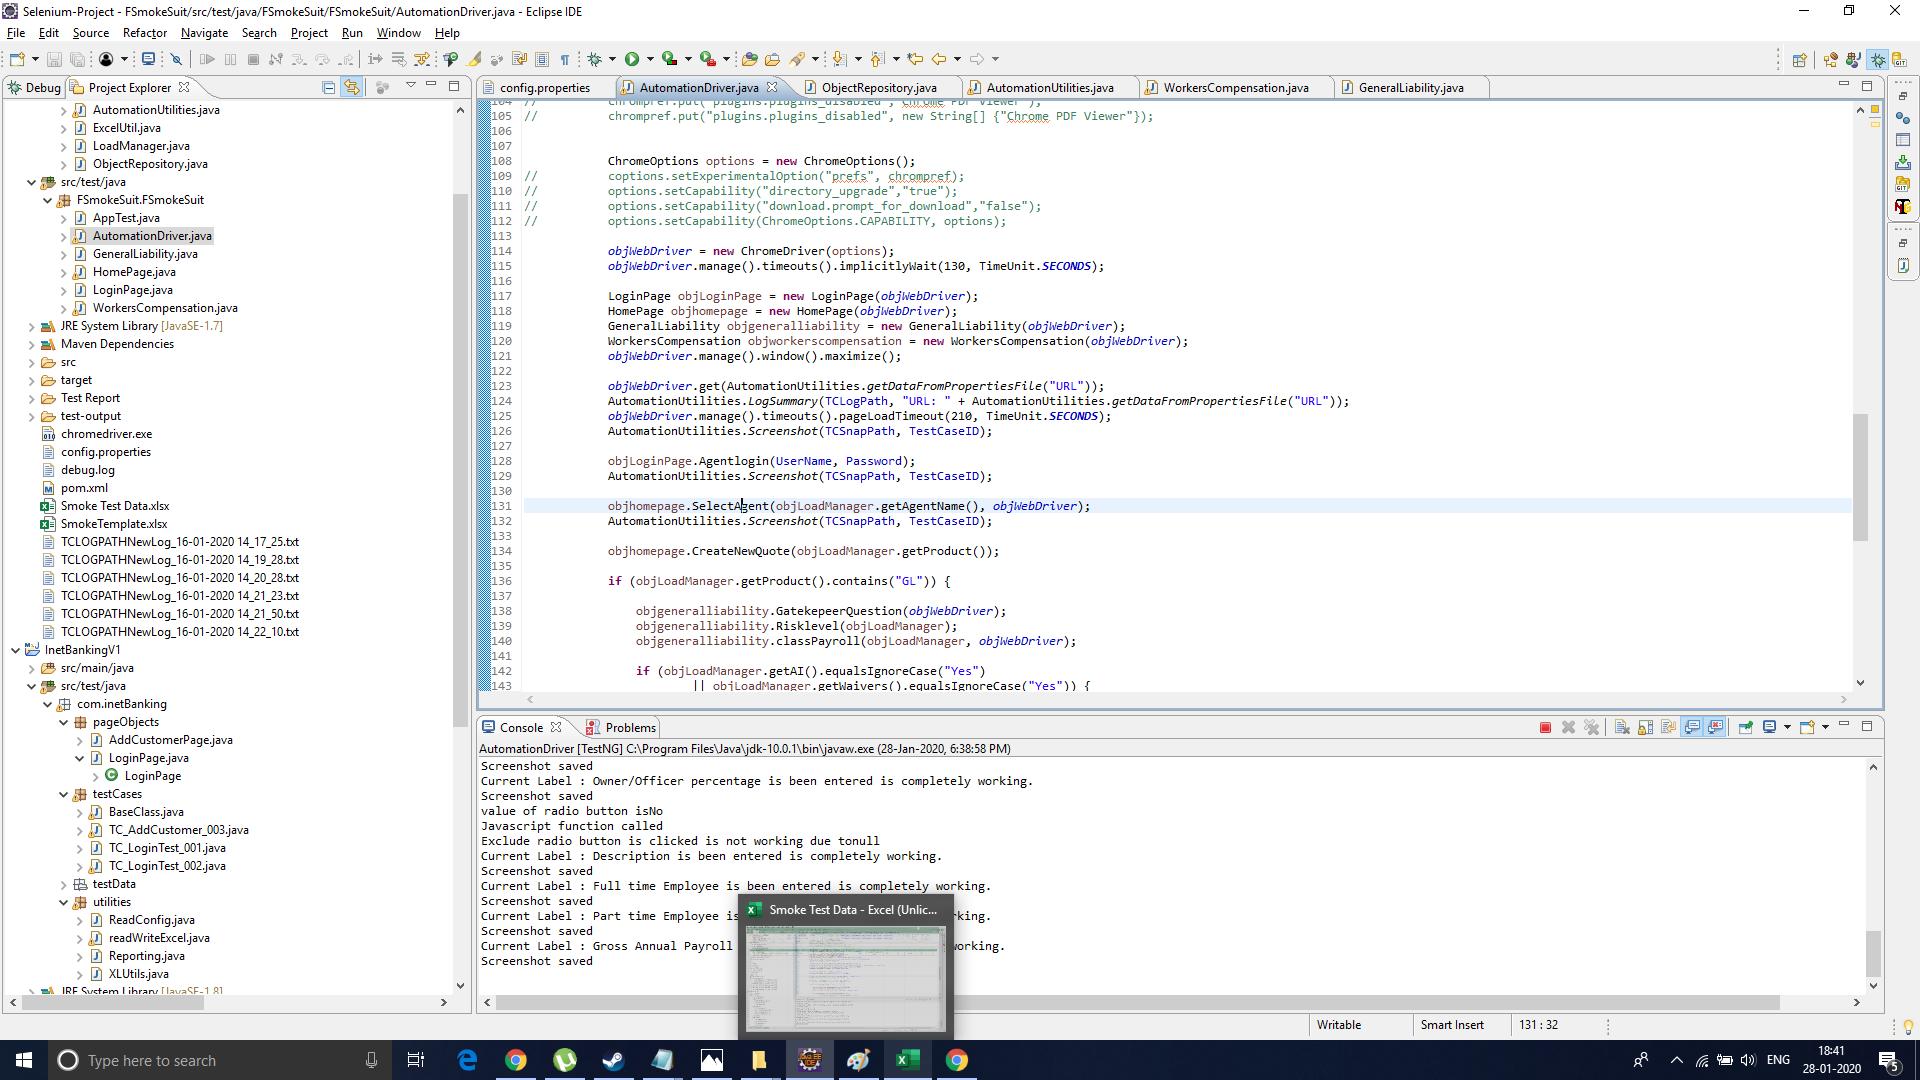 Selenium-Project - FSmokeSuit/src/test/java/FSmokeSuit/FSmokeSuit/AutomationDriver.java - Eclipse IDE
File Edit Source Refactor Navigate Search Project Run Window Help
Debug Project Explorer
AutomationUtilities.java
ExcelUtil.java
LoadManager.java
ObjectRepository.java
src/test/java
FSmokeSuit.FSmokeSuit
AppTest.java
AutomationDriver.java
GeneralLiability.java
HomePage.java
LoginPage.java
WorkersCompensation.java
JRE System Library [JavaSE-1.7]
Maven Dependencies
src
target
Test Report
test-output
chromedriver.exe
config.properties
debug.log
pom.xml
Smoke Test Data.xlsx
SmokeTemplate.xlsx
TCLOGPATHNewLog_16-01-2020 14_17_25.txt
TCLOGPATHNewLog_16-01-2020 14_19_28.txt
TCLOGPATHNewLog_16-01-2020 14_20_28.txt
TCLOGPATHNewLog_16-01-2020 14_21_23.txt
TCLOGPATHNewLog_16-01-2020 14_21_50.txt
TCLOGPATHNewLog_16-01-2020 14_22_10.txt
InetBankingV1
src/main/java
src/test/java
com.inetBanking
pageObjects
AddCustomerPage.java
LoginPage.java
LoginPage
testCases
BaseClass.java
TC_AddCustomer_003.java
TC_LoginTest_001.java
TC_LoginTest_002.java
testData
utilities
ReadConfig.java
readWriteExcel.java
Reporting.java
XLUtils.java
JRE System Library [JavaSE-1.8]
config.properties AutomationDriver.java ObjectRepository.java AutomationUtilities.java WorkersCompensation.java GeneralLiability.java
104 // chrompref.put("plugins.plugins_disabled","Chrome PDF Viewer");
105 // chrompref.put("plugins.plugins_disabled", new String[] {"Chrome PDF Viewer"});
106
107
108 ChromeOptions options = new ChromeOptions();
109 // coptions.setExperimentalOption("prefs", chrompref);
110 // options.setCapability("directory_upgrade","true");
111 // options.setCapability("download.prompt_for_download","false");
112 // options.setCapability(ChromeOptions.CAPABILITY, options);
113
114 objWebDriver = new ChromeDriver(options);
115 objWebDriver.manage().timeouts().implicitlyWait(130, TimeUnit.SECONDS);
116
117 LoginPage objLoginPage = new LoginPage(objWebDriver);
118 HomePage objhomepage = new HomePage(objWebDriver);
119 GeneralLiability objgeneralliability = new GeneralLiability(objWebDriver);
120 WorkersCompensation objworkerscompensation = new WorkersCompensation(objWebDriver);
121 objWebDriver.manage().window().maximize();
122
123 objWebDriver.get(AutomationUtilities.getDataFromPropertiesFile("URL"));
124 AutomationUtilities.LogSummary(TCLogPath, "URL: " + AutomationUtilities.getDataFromPropertiesFile("URL"));
125 objWebDriver.manage().timeouts().pageLoadTimeout(210, TimeUnit.SECONDS);
126 AutomationUtilities.Screenshot(TCSnapPath, TestCaseID);
127
128 objLoginPage.Agentlogin(UserName, Password);
129 AutomationUtilities.Screenshot(TCSnapPath, TestCaseID);
130
131 objhomepage.SelectAgent(objLoadManager.getAgentName(), objWebDriver);
132 AutomationUtilities.Screenshot(TCSnapPath, TestCaseID);
133
134 objhomepage.CreateNewQuote(objLoadManager.getProduct());
135
136 if (objLoadManager.getProduct().contains("GL")) {
137
138 objgeneralliability.GatekepeerQuestion(objWebDriver);
139 objgeneralliability.Risklevel(objLoadManager);
140 objgeneralliability.classPayroll(objLoadManager, objWebDriver);
141
142 if (objLoadManager.getAI().equalsIgnoreCase("Yes")
143 || objLoadManager.getWaivers().equalsIgnoreCase("Yes")) {
Console Problems
AutomationDriver [TestNG] C:\Program Files\Java\jdk-10.0.1\bin\javaw.exe (28-Jan-2020, 6:38:58 PM)
Screenshot saved
Current Label : Owner/Officer percentage is been entered is completely working.
Screenshot saved
value of radio button isNo
Javascript function called
Exclude radio button is clicked is not working due tonull
Current Label : Description is been entered is completely working.
Screenshot saved
Current Label : Full time Employee is been entered is completely working.
Screenshot saved
Current Label : Part time Employee is king.
Screenshot saved
Current Label : Gross Annual Payroll working.
Screenshot saved
Smoke Test Data - Excel (Unlic...
Writable Smart Insert 131 : 32
Type here to search
ENG 18:41
28-01-2020
5